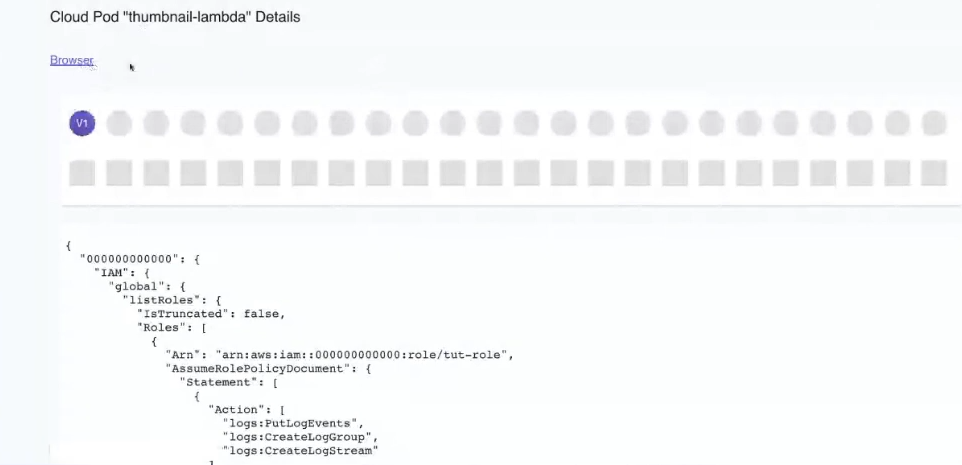 Cloud Pod "thumbnail-lambda" Details
Browser
V1
{
"000000000000": {
"IAM": {
"global": {
"listRoles": {
"IsTruncated": false,
"Roles": [
{
"Arn": "arn:aws:iam::000000000000:role/tut-role",
"AssumeRolePolicyDocument": {
"Statement": [
{
"Action": [
"logs:PutLogEvents",
"logs:CreateLogGroup",
"logs:CreateLogStream"
]